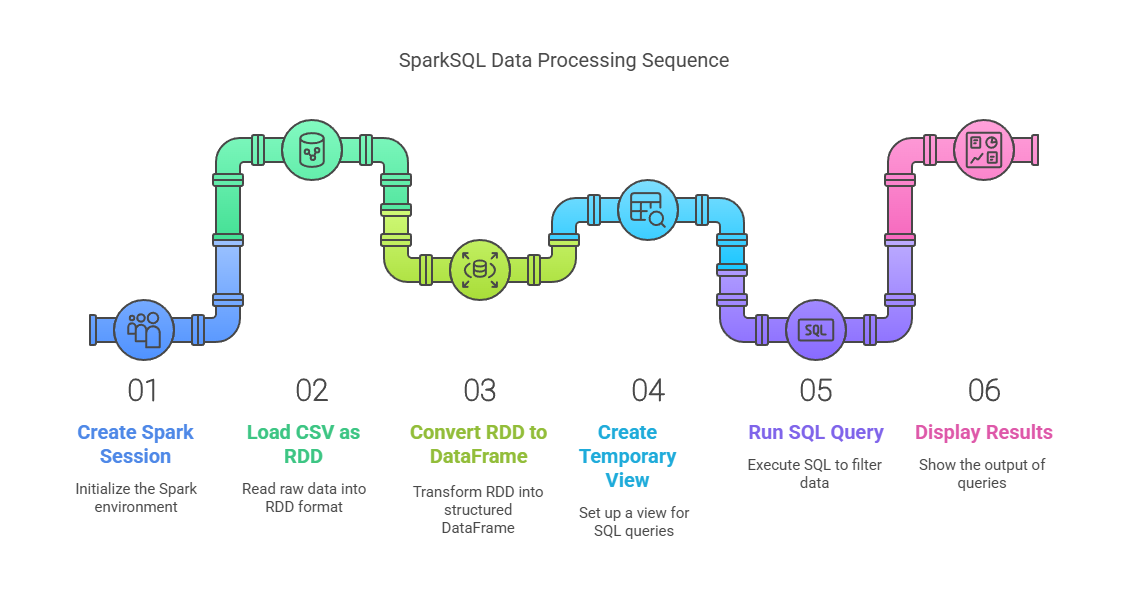 SparkSQL Data Processing Sequence
SQL
01
02
03
04
05
06
Create Spark
Session
Initialize the Spark
environment
Load CSV as
RDD
Read raw data into
RDD format
Convert RDD to
DataFrame
Transform RDD into
structured
DataFrame
Create
Temporary
View
Set up a view for
SQL queries
Run SQL Query
Execute SQL to filter
data
Display Results
Show the output of
queries